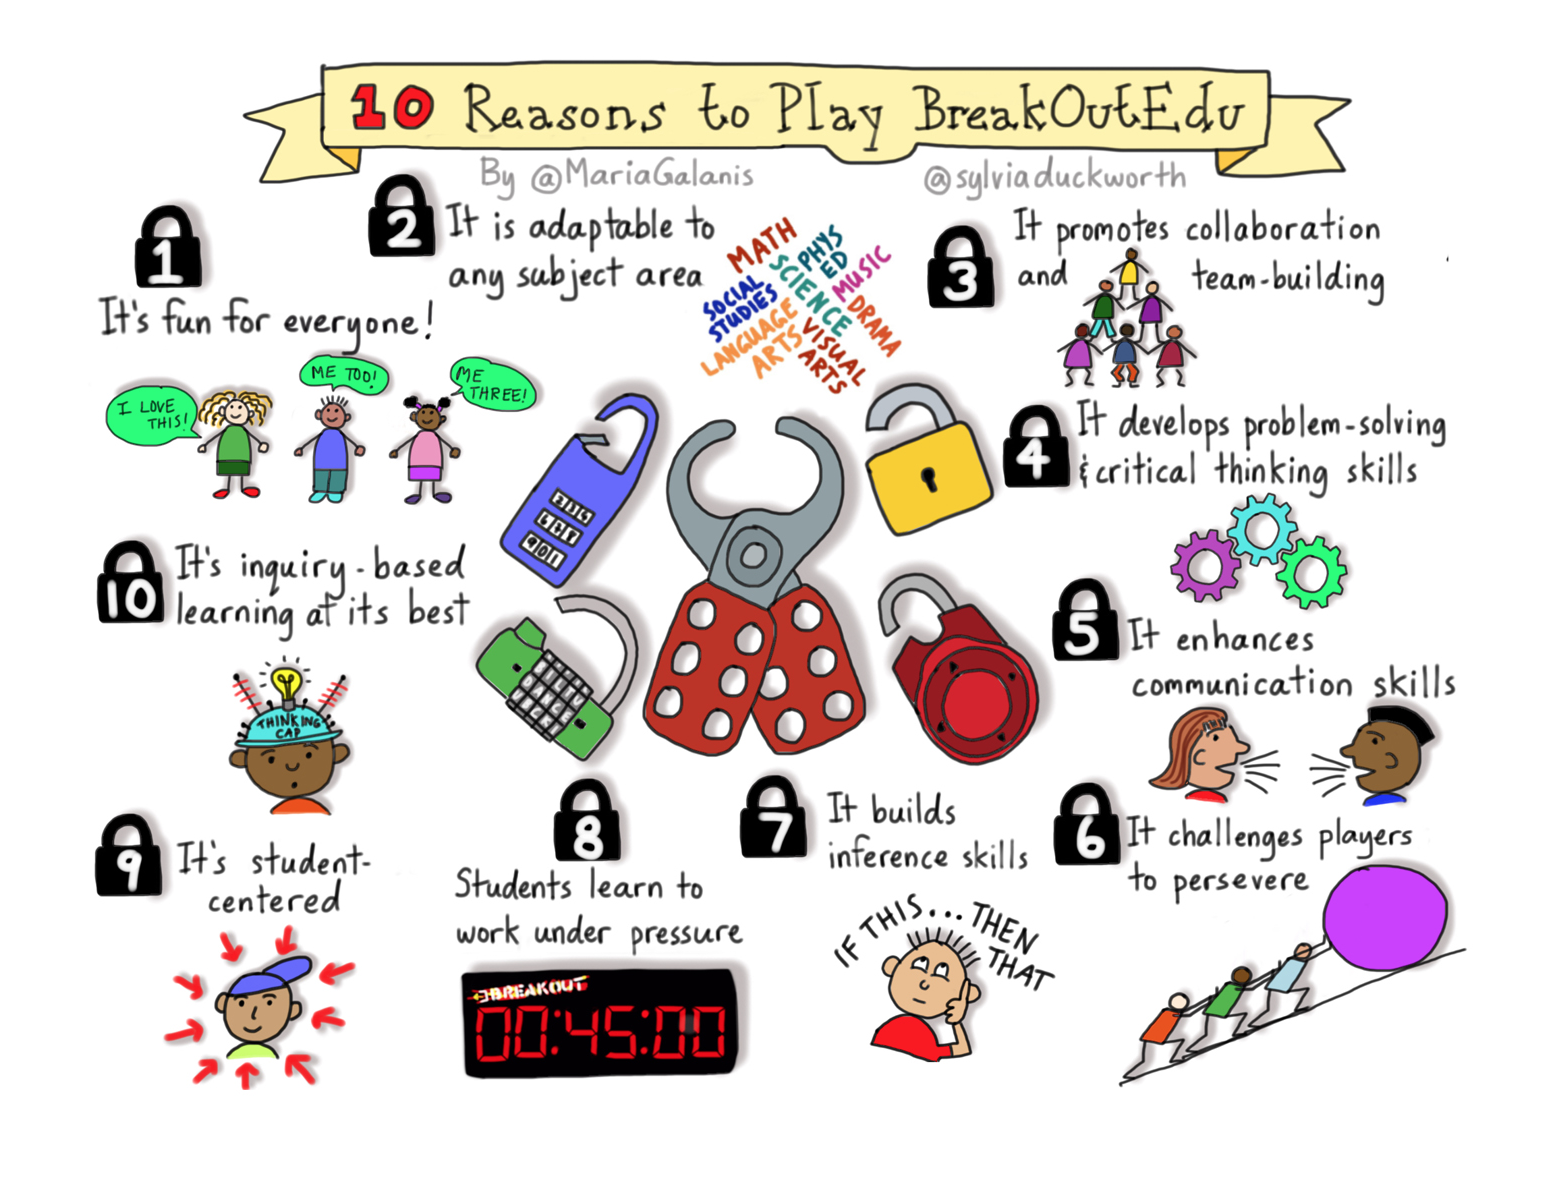 10 Reasons to Play BreakOutEdu
By @MariaGalanis
@sylviaduckworth
1
It's fun for everyone!
I LOVE
THIS!
ME TOO!
ME
THREE!
2
It is adaptable to
any subject area
MATH
PHYS
ED
SCIENCE
MUSIC
SOCIAL
STUDIES
LANGUAGE
ARTS
DRAMA
VISUAL
ARTS
3
It promotes collaboration
and team-building
4
It develops problem-solving
& critical thinking skills
5
It enhances
communication skills
6
It challenges players
to persevere
7
It builds
inference skills
IF THIS... THEN
THAT
8
Students learn to
work under pressure
BREAKOUT
00:45:00
9
It's student-
centered
10
It's inquiry-based
learning at its best
THINKING
CAP